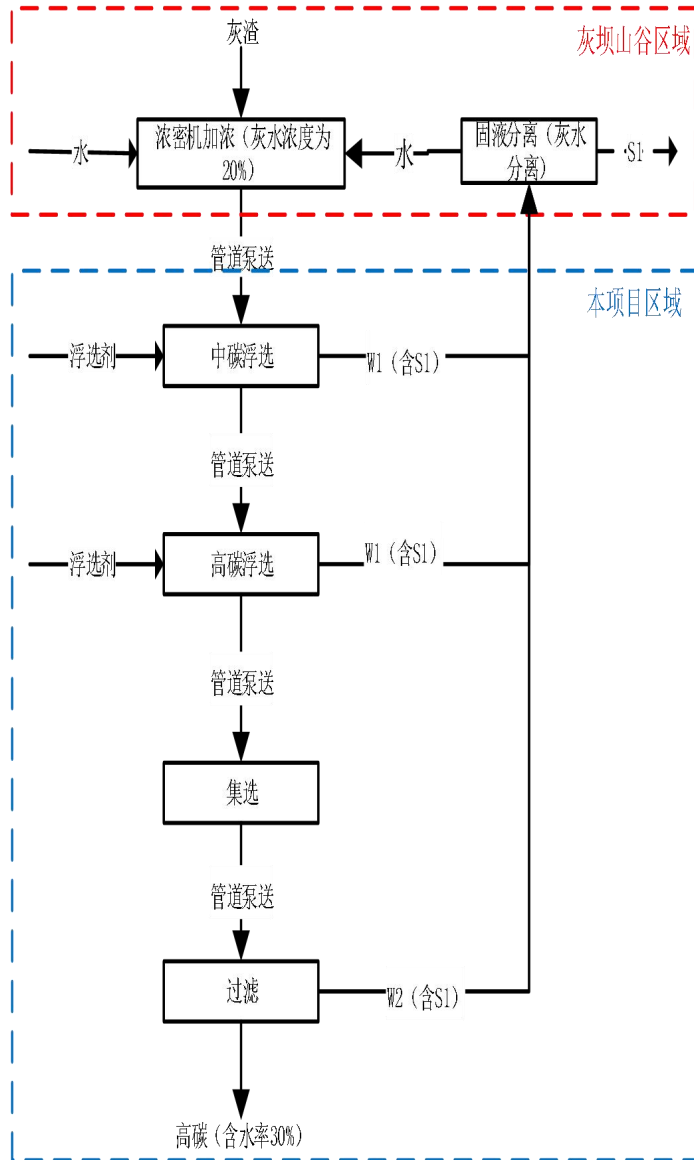 灰渣
灰坝山谷区域
水
浓密机加浓（灰水浓度为
20%）
水
固液分离（灰水
分离）
S1
管道泵送
本项目区域
浮选剂
中碳浮选
W1（含S1）
管道泵送
浮选剂
高碳浮选
W1（含S1）
管道泵送
集选
管道泵送
过滤
W2（含S1）
高碳（含水率30%）